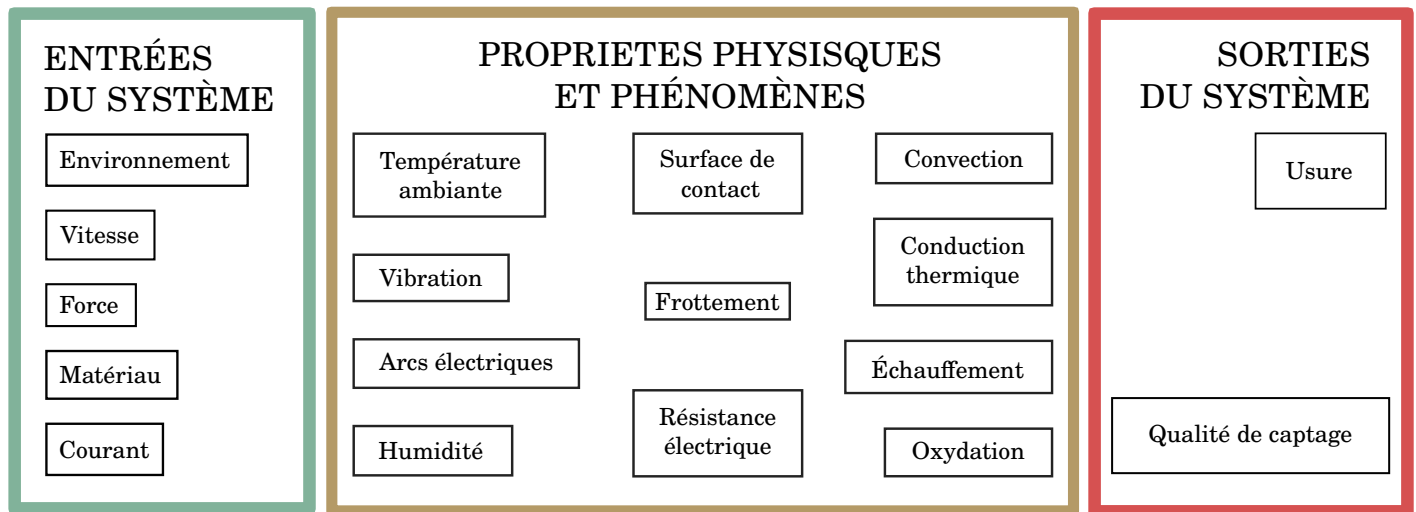 ENTRÉES
DU SYSTÈME
Environnement
Vitesse
Force
Matériau
Courant
PROPRIETES PHYSISQUES
ET PHÉNOMÈNES
Température
ambiante
Vibration
Arcs électriques
Humidité
Surface de
contact
Frottement
Résistance
électrique
Convection
Conduction
thermique
Échauffement
Oxydation
SORTIES
DU SYSTÈME
Usure
Qualité de captage